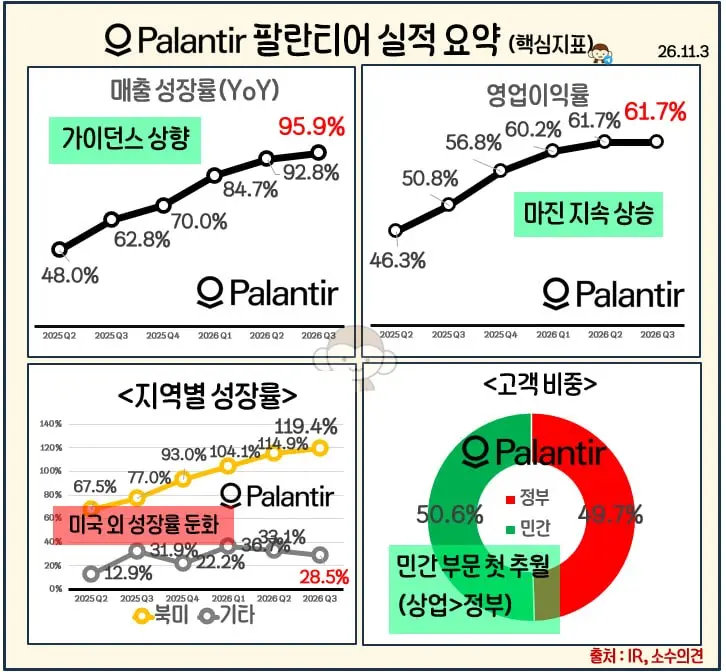 Palantir 팔란티어 실적 요약 (핵심지표)
26.11.3
매출 성장률(YoY)
가이던스 상향
95.9%
92.8%
84.7%
70.0%
62.8%
48.0%
Palantir
2025 Q2 2025 Q3 2025 Q4 2026 Q1 2026 Q2 2026 Q3
영업이익률
61.7%
61.7%
60.2%
56.8%
50.8%
46.3%
마진 지속 상승
Palantir
2025 Q2 2025 Q3 2025 Q4 2026 Q1 2026 Q2 2026 Q3
<지역별 성장률>
140%
120%
100%
80%
60%
40%
20%
0%
67.5%
77.0%
93.0%
104.1%
114.9%
119.4%
Palantir
미국 외 성장률 둔화
12.9%
31.9%
22.2%
36.7%
33.1%
28.5%
2025 Q2 2025 Q3 2025 Q4 2026 Q1 2026 Q2 2026 Q3
북미 기타
<고객 비중>
Palantir
정부
민간
50.6%
49.7%
민간 부문 첫 추월
(상업>정부)
출처 : IR, 소수의견